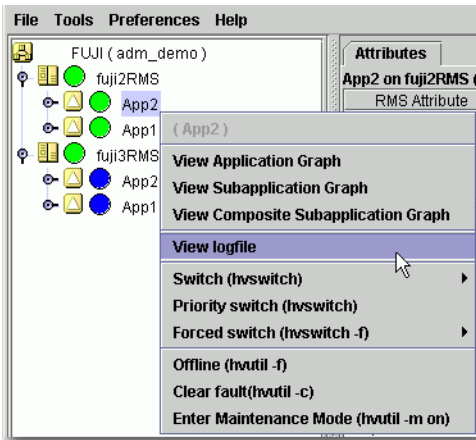 File Tools Preferences Help
FUJI ( adm_demo )
fuji2RMS
App2
App1
fuji3RMS
App2
App1
Attributes
App2 on fuji2RMS (
RMS Attribute
( App2 )
View Application Graph
View Subapplication Graph
View Composite Subapplication Graph
View logfile
Switch (hvswitch)
Priority switch (hvswitch)
Forced switch (hvswitch -f)
Offline (hvutil -f)
Clear fault(hvutil -c)
Enter Maintenance Mode (hvutil -m on)